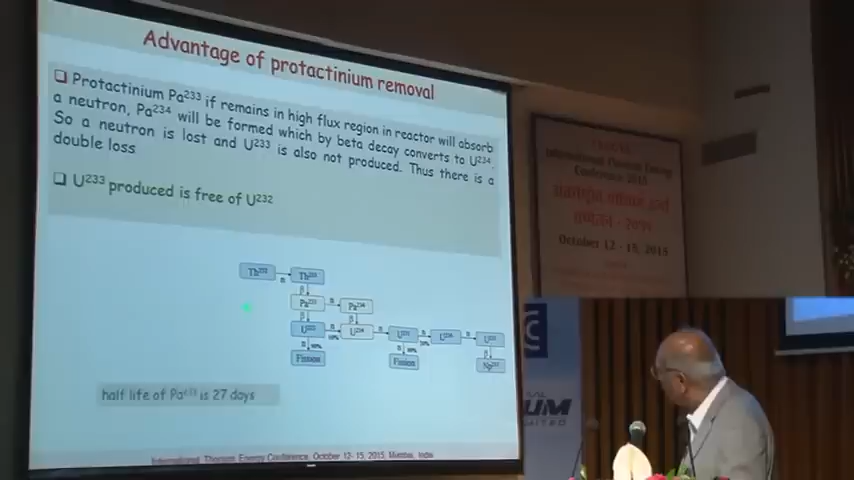 Advantage of protactinium removal
❑ Protactinium Pa²³³ if remains in high flux region in reactor will absorb
a neutron, Pa²³⁴ will be formed which by beta decay converts to U²³⁴.
So a neutron is lost and U²³³ is also not produced. Thus there is a
double loss
❑ U²³³ produced is free of U²³²
Th²³² n Th²³³
β
Pa²³³ n Pa²³⁴
β β
U²³³ n U²³⁴ n
n 90% 10%
Fission Fission
half life of Pa²³³ is 27 days
International Thorium Energy Conference, October 12-15, 2015, Mumbai, India
International Thorium Energy
Conference 2015
October 12 - 15, 2015
C
UM
LIMITED